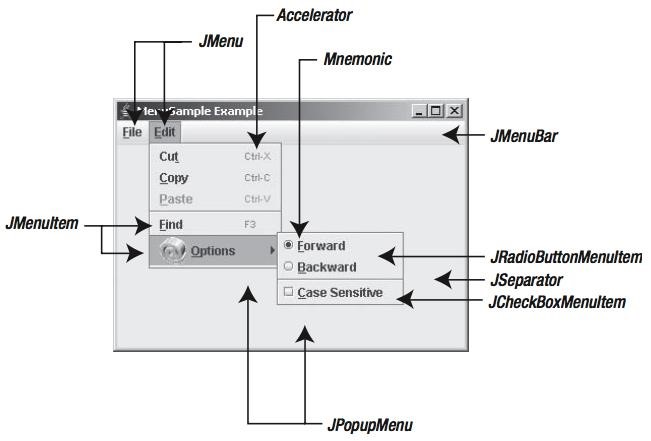 Accelerator
JMenu
Mnemonic
MenuSample Example
File Edit
JMenuBar
Cut Ctrl-X
Copy Ctrl-C
Paste Ctrl-V
JMenuItem
Find F3
Options
Forward
Backward
Case Sensitive
JRadioButtonMenuItem
JSeparator
JCheckBoxMenuItem
JPopupMenu